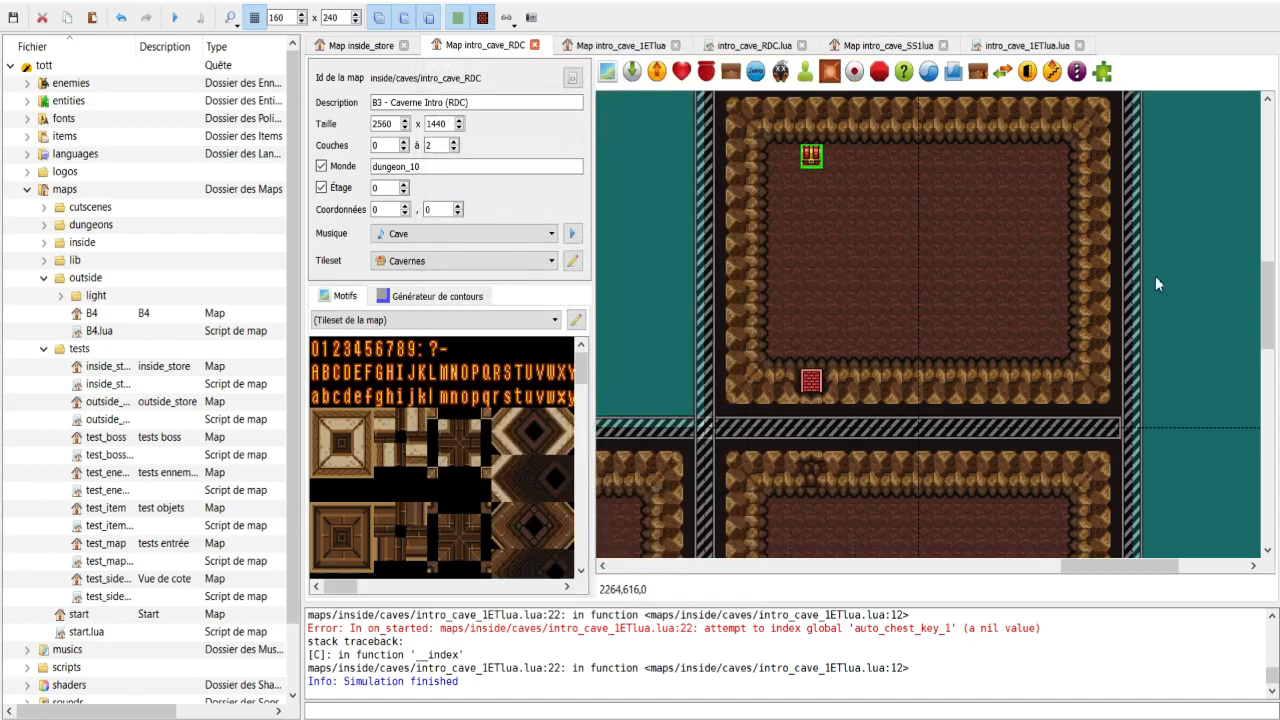 160 x 240
Fichier Description Type
tott Quête
enemies Dossier des Enn...
entities Dossier des Enti...
fonts Dossier des Poli...
items Dossier des Items
languages Dossier des Lan...
logos
maps Dossier des Maps
cutscenes
dungeons
inside
lib
outside
light
B4 B4 Map
B4.lua Script de map
tests
inside_st... inside_store Map
inside_st... Script de map
outside_... outside_store Map
outside_... Script de map
test_boss tests boss Map
test_boss... Script de map
test_ene... tests ennem... Map
test_ene... Script de map
test_item test objets Map
test_item... Script de map
test_map tests entrée Map
test_map... Script de map
test_side... Vue de cote Map
test_side... Script de map
start Start Map
start.lua Script de map
musics Dossier des Mus...
scripts Dossier des Scri...
shaders Dossier des Sha...
sounds Dossier des Son...
Map inside_store
Map intro_cave_RDC
Map intro_cave_1ETlua
intro_cave_RDC.lua
Map intro_cave_SS1lua
intro_cave_1ETlua.lua
Id de la map inside/caves/intro_cave_RDC
Description B3 - Caverne Intro (RDC)
Taille 2560 x 1440
Couches 0 à 2
Monde dungeon_10
Étage 0
Coordonnées 0 , 0
Musique Cave
Tileset Cavernes
Motifs Générateur de contours
(Tileset de la map)
0123456789:?-
ABCDEFGHIJKLMNOPQRSTUVWXY
abcdefghijklmnopqrstuvwxy
Jump
2264,616,0
maps/inside/caves/intro_cave_1ETlua.lua:22: in function <maps/inside/caves/intro_cave_1ETlua.lua:12>
Error: In on_started: maps/inside/caves/intro_cave_1ETlua.lua:22: attempt to index global 'auto_chest_key_1' (a nil value)
stack traceback:
[C]: in function '__index'
maps/inside/caves/intro_cave_1ETlua.lua:22: in function <maps/inside/caves/intro_cave_1ETlua.lua:12>
Info: Simulation finished